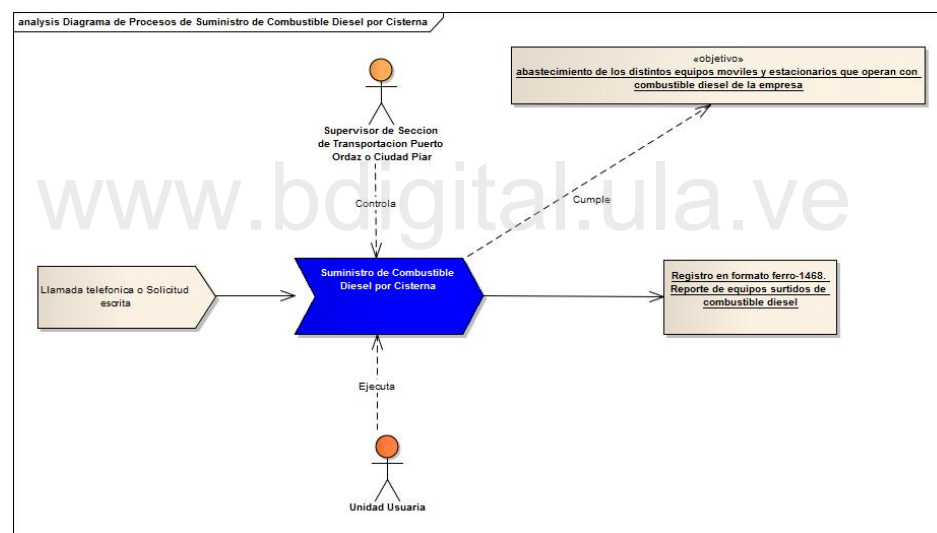 analysis Diagrama de Procesos de Suministro de Combustible Diesel por Cisterna
«objetivo»
abastecimiento de los distintos equipos moviles y estacionarios que operan con
combustible diesel de la empresa
Supervisor de Seccion
de Transportacion Puerto
Ordaz o Ciudad Piar
www.bdigital.ula.ve
Controla
Cumple
Llamada telefonica o Solicitud
escrita
Suministro de Combustible
Diesel por Cisterna
Registro en formato ferro-1468.
Reporte de equipos surtidos de
combustible diesel
Ejecuta
Unidad Usuaria